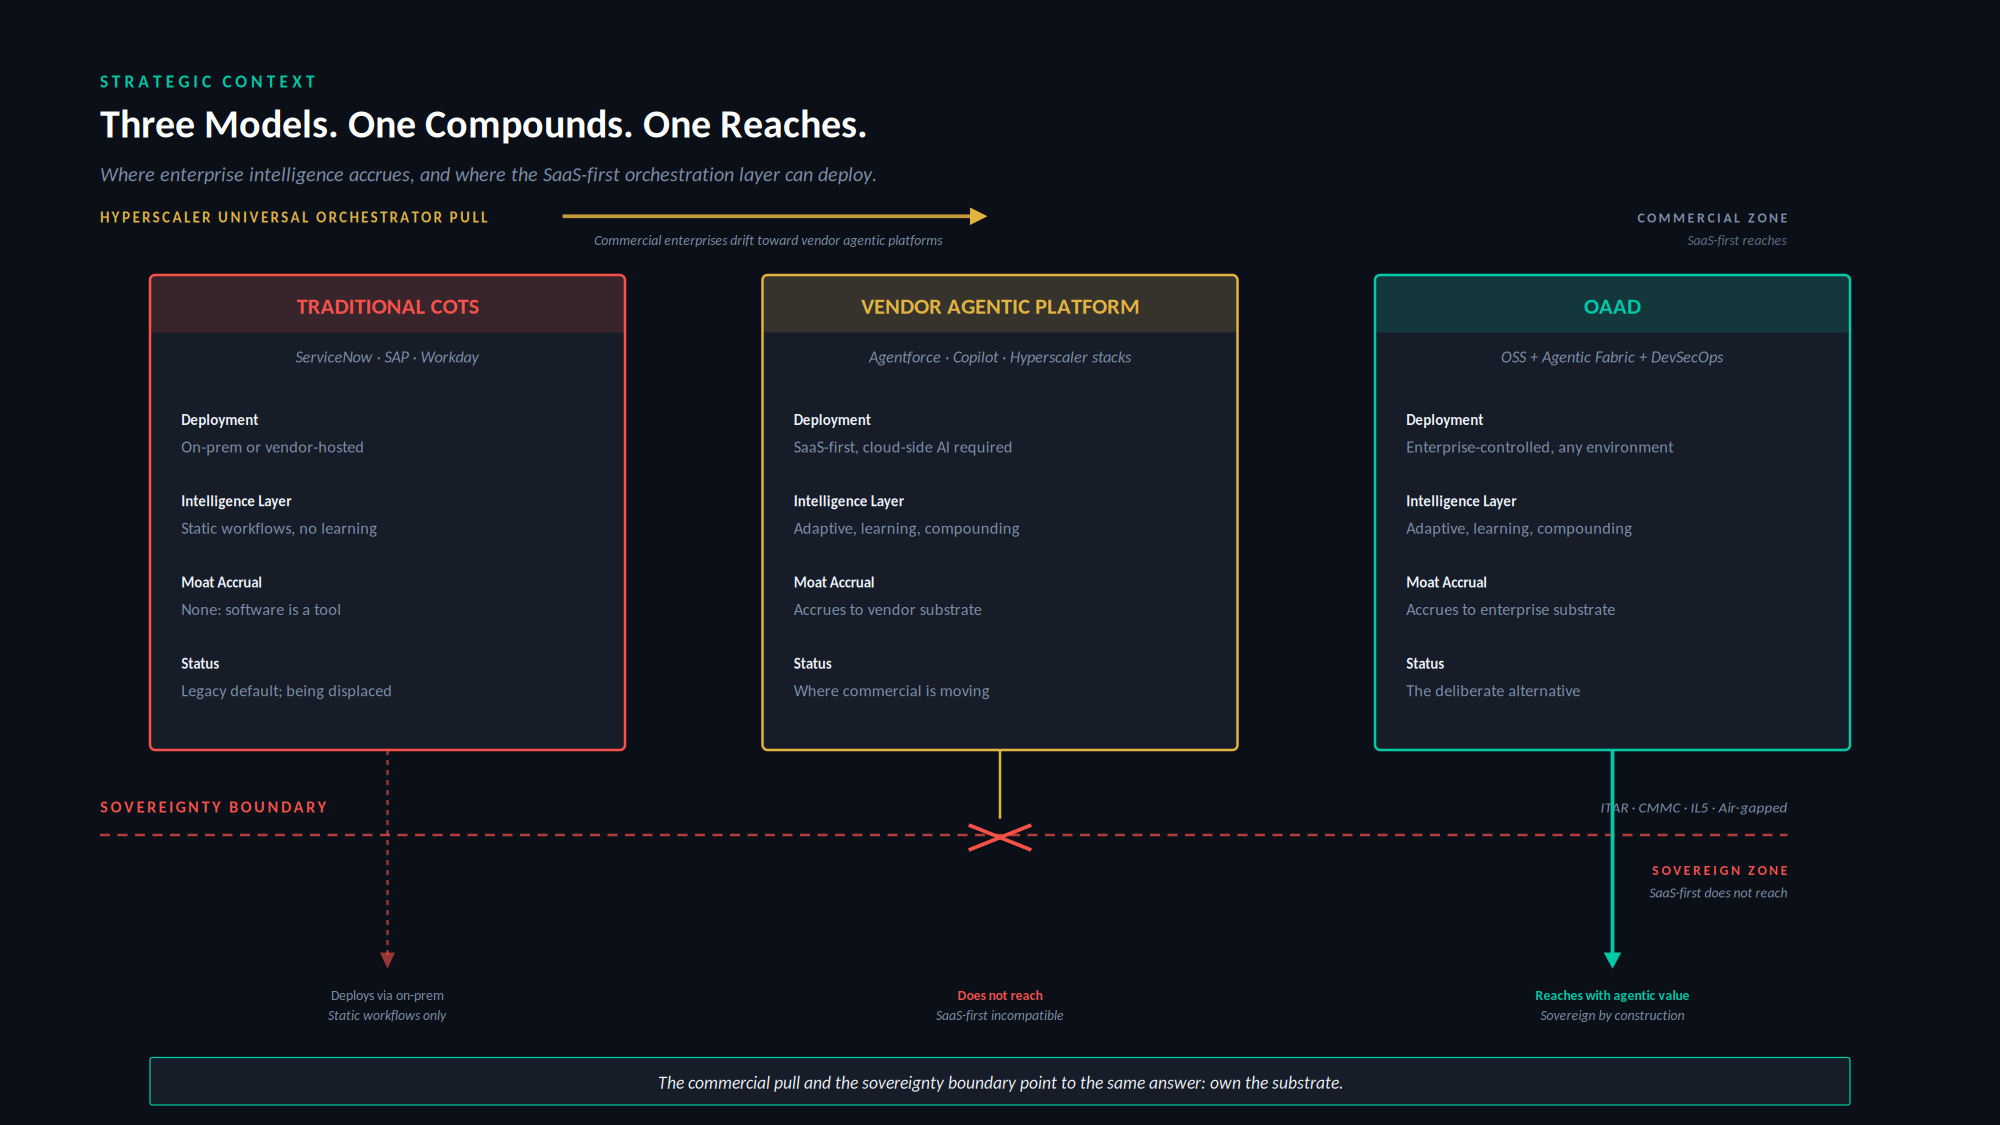 STRATEGIC CONTEXT
Three Models. One Compounds. One Reaches.
Where enterprise intelligence accrues, and where the SaaS-first orchestration layer can deploy.
HYPERSCALER UNIVERSAL ORCHESTRATOR PULL
Commercial enterprises drift toward vendor agentic platforms
COMMERCIAL ZONE
SaaS-first reaches
TRADITIONAL COTS
ServiceNow · SAP · Workday
Deployment
On-prem or vendor-hosted
Intelligence Layer
Static workflows, no learning
Moat Accrual
None: software is a tool
Status
Legacy default; being displaced
VENDOR AGENTIC PLATFORM
Agentforce · Copilot · Hyperscaler stacks
Deployment
SaaS-first, cloud-side AI required
Intelligence Layer
Adaptive, learning, compounding
Moat Accrual
Accrues to vendor substrate
Status
Where commercial is moving
OAAD
OSS + Agentic Fabric + DevSecOps
Deployment
Enterprise-controlled, any environment
Intelligence Layer
Adaptive, learning, compounding
Moat Accrual
Accrues to enterprise substrate
Status
The deliberate alternative
SOVEREIGNTY BOUNDARY
ITAR · CMMC · IL5 · Air-gapped
SOVEREIGN ZONE
SaaS-first does not reach
Deploys via on-prem
Static workflows only
Does not reach
SaaS-first incompatible
Reaches with agentic value
Sovereign by construction
The commercial pull and the sovereignty boundary point to the same answer: own the substrate.